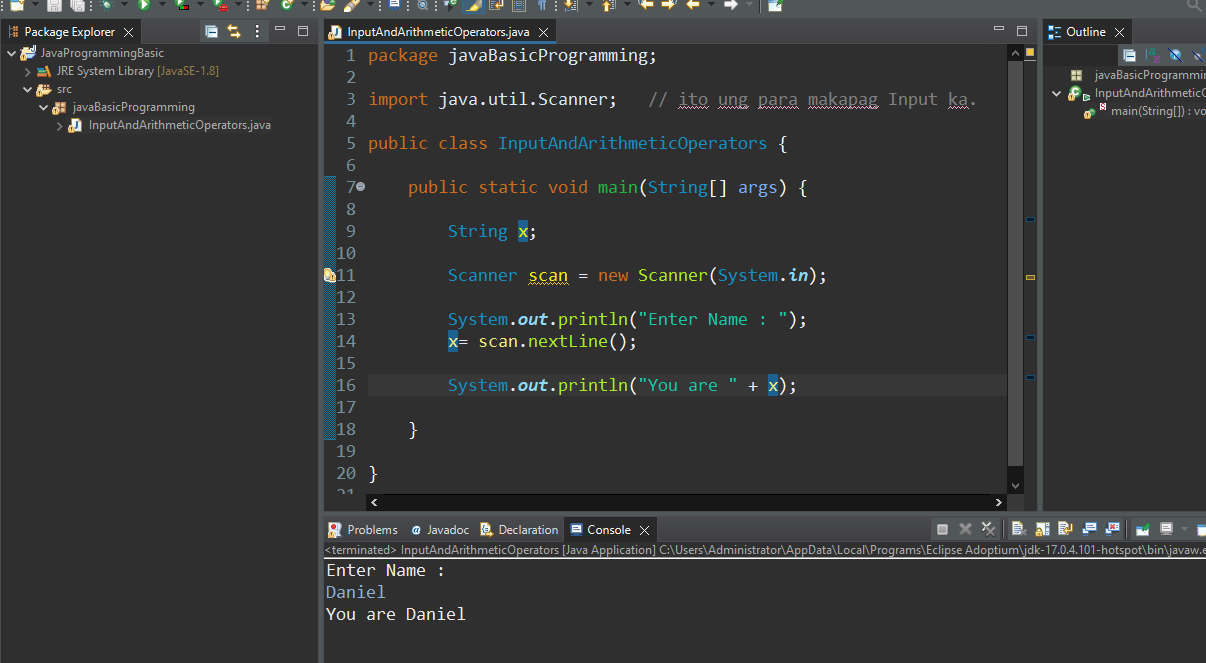 Package Explorer
JavaProgrammingBasic
JRE System Library [JavaSE-1.8]
src
javaBasicProgramming
InputAndArithmeticOperators.java
InputAndArithmeticOperators.java
1 package javaBasicProgramming;
2
3 import java.util.Scanner;   // ito ung para makapag Input ka.
4
5 public class InputAndArithmeticOperators {
6
7     public static void main(String[] args) {
8
9         String x;
10
11         Scanner scan = new Scanner(System.in);
12
13         System.out.println("Enter Name : ");
14         x= scan.nextLine();
15
16         System.out.println("You are " + x);
17
18     }
19
20 }
21
Outline
javaBasicProgrammin
InputAndArithmeticO
main(String[]) : vo
Problems
Javadoc
Declaration
Console
<terminated> InputAndArithmeticOperators [Java Application] C:\Users\Administrator\AppData\Local\Programs\Eclipse Adoptium\jdk-17.0.4.101-hotspot\bin\javaw.e
Enter Name :
Daniel
You are Daniel